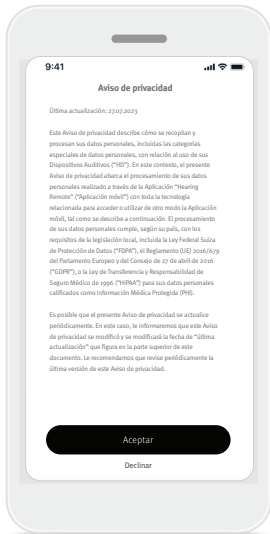 9:41
Aviso de privacidad
Última actualización: 27.07.2023
Este Aviso de privacidad describe cómo se recopilan y
procesan sus datos personales, incluidas las categorías
especiales de datos personales, con relación al uso de sus
Dispositivos Auditivos ("HD"). En este contexto, el presente
Aviso de privacidad abarca el procesamiento de sus datos
personales realizado a través de la Aplicación "Hearing
Remote" ("Aplicación móvil") con toda la tecnología
relacionada para acceder o utilizar de otro modo la Aplicación
móvil, tal como se describe a continuación. El procesamiento
de sus datos personales cumple, según su país, con los
requisitos de la legislación local, incluida la Ley Federal Suiza
de Protección de Datos ("FDPA"), el Reglamento (UE) 2016/679
del Parlamento Europeo y del Consejo de 27 de abril de 2016
("GDPR"), o la Ley de Transferencia y Responsabilidad de
Seguro Médico de 1996 ("HIPAA") para sus datos personales
calificados como Información Médica Protegida (PHI).
Es posible que el presente Aviso de privacidad se actualice
periódicamente. En este caso, le informaremos que este Aviso
de privacidad se modificó y se modificará la fecha de "última
actualización" que figura en la parte superior de este
documento. Le recomendamos que revise periódicamente la
última versión de este Aviso de privacidad.
Aceptar
Declinar